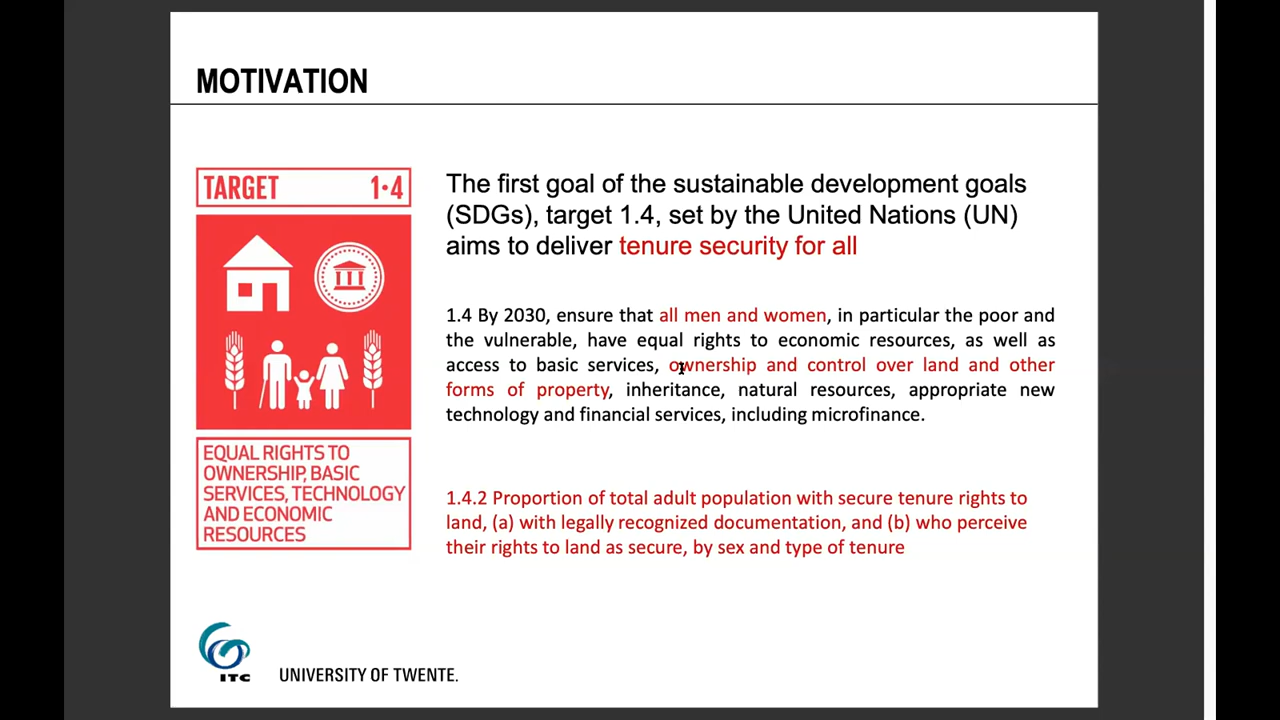 MOTIVATION
TARGET 1·4
EQUAL RIGHTS TO
OWNERSHIP, BASIC
SERVICES, TECHNOLOGY
AND ECONOMIC
RESOURCES
The first goal of the sustainable development goals
(SDGs), target 1.4, set by the United Nations (UN)
aims to deliver tenure security for all
1.4 By 2030, ensure that all men and women, in particular the poor and
the vulnerable, have equal rights to economic resources, as well as
access to basic services, ownership and control over land and other
forms of property, inheritance, natural resources, appropriate new
technology and financial services, including microfinance.
1.4.2 Proportion of total adult population with secure tenure rights to
land, (a) with legally recognized documentation, and (b) who perceive
their rights to land as secure, by sex and type of tenure
ITC
UNIVERSITY OF TWENTE.